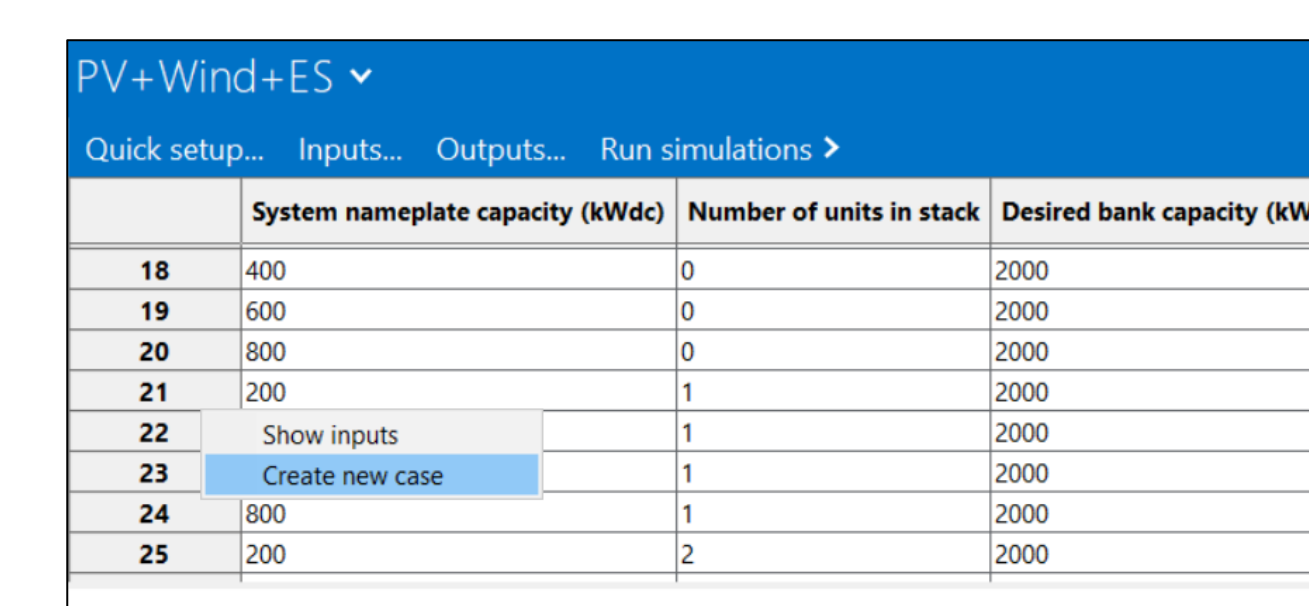 PV+Wind+ES
Quick setup... Inputs... Outputs... Run simulations >
System nameplate capacity (kWdc) Number of units in stack Desired bank capacity (kW
18 400 0 2000
19 600 0 2000
20 800 0 2000
21 200 1 2000
22 Show inputs 1 2000
23 Create new case 1 2000
24 800 1 2000
25 200 2 2000